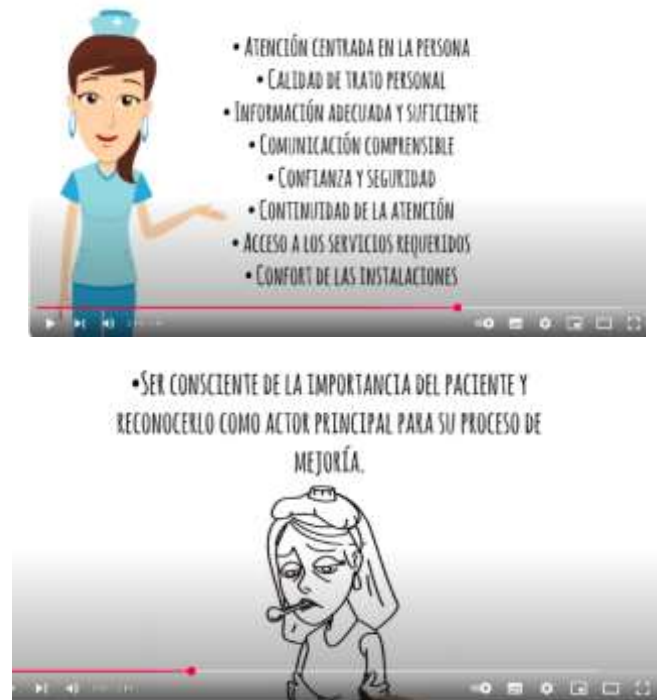 • Atención centrada en la persona
• Calidad de trato personal
• Información adecuada y suficiente
• Comunicación comprensible
• Confianza y seguridad
• Continuidad de la atención
• Acceso a los servicios requeridos
• Confort de las instalaciones
•Ser consciente de la importancia del paciente y
reconocerlo como actor principal para su proceso de
mejoría.